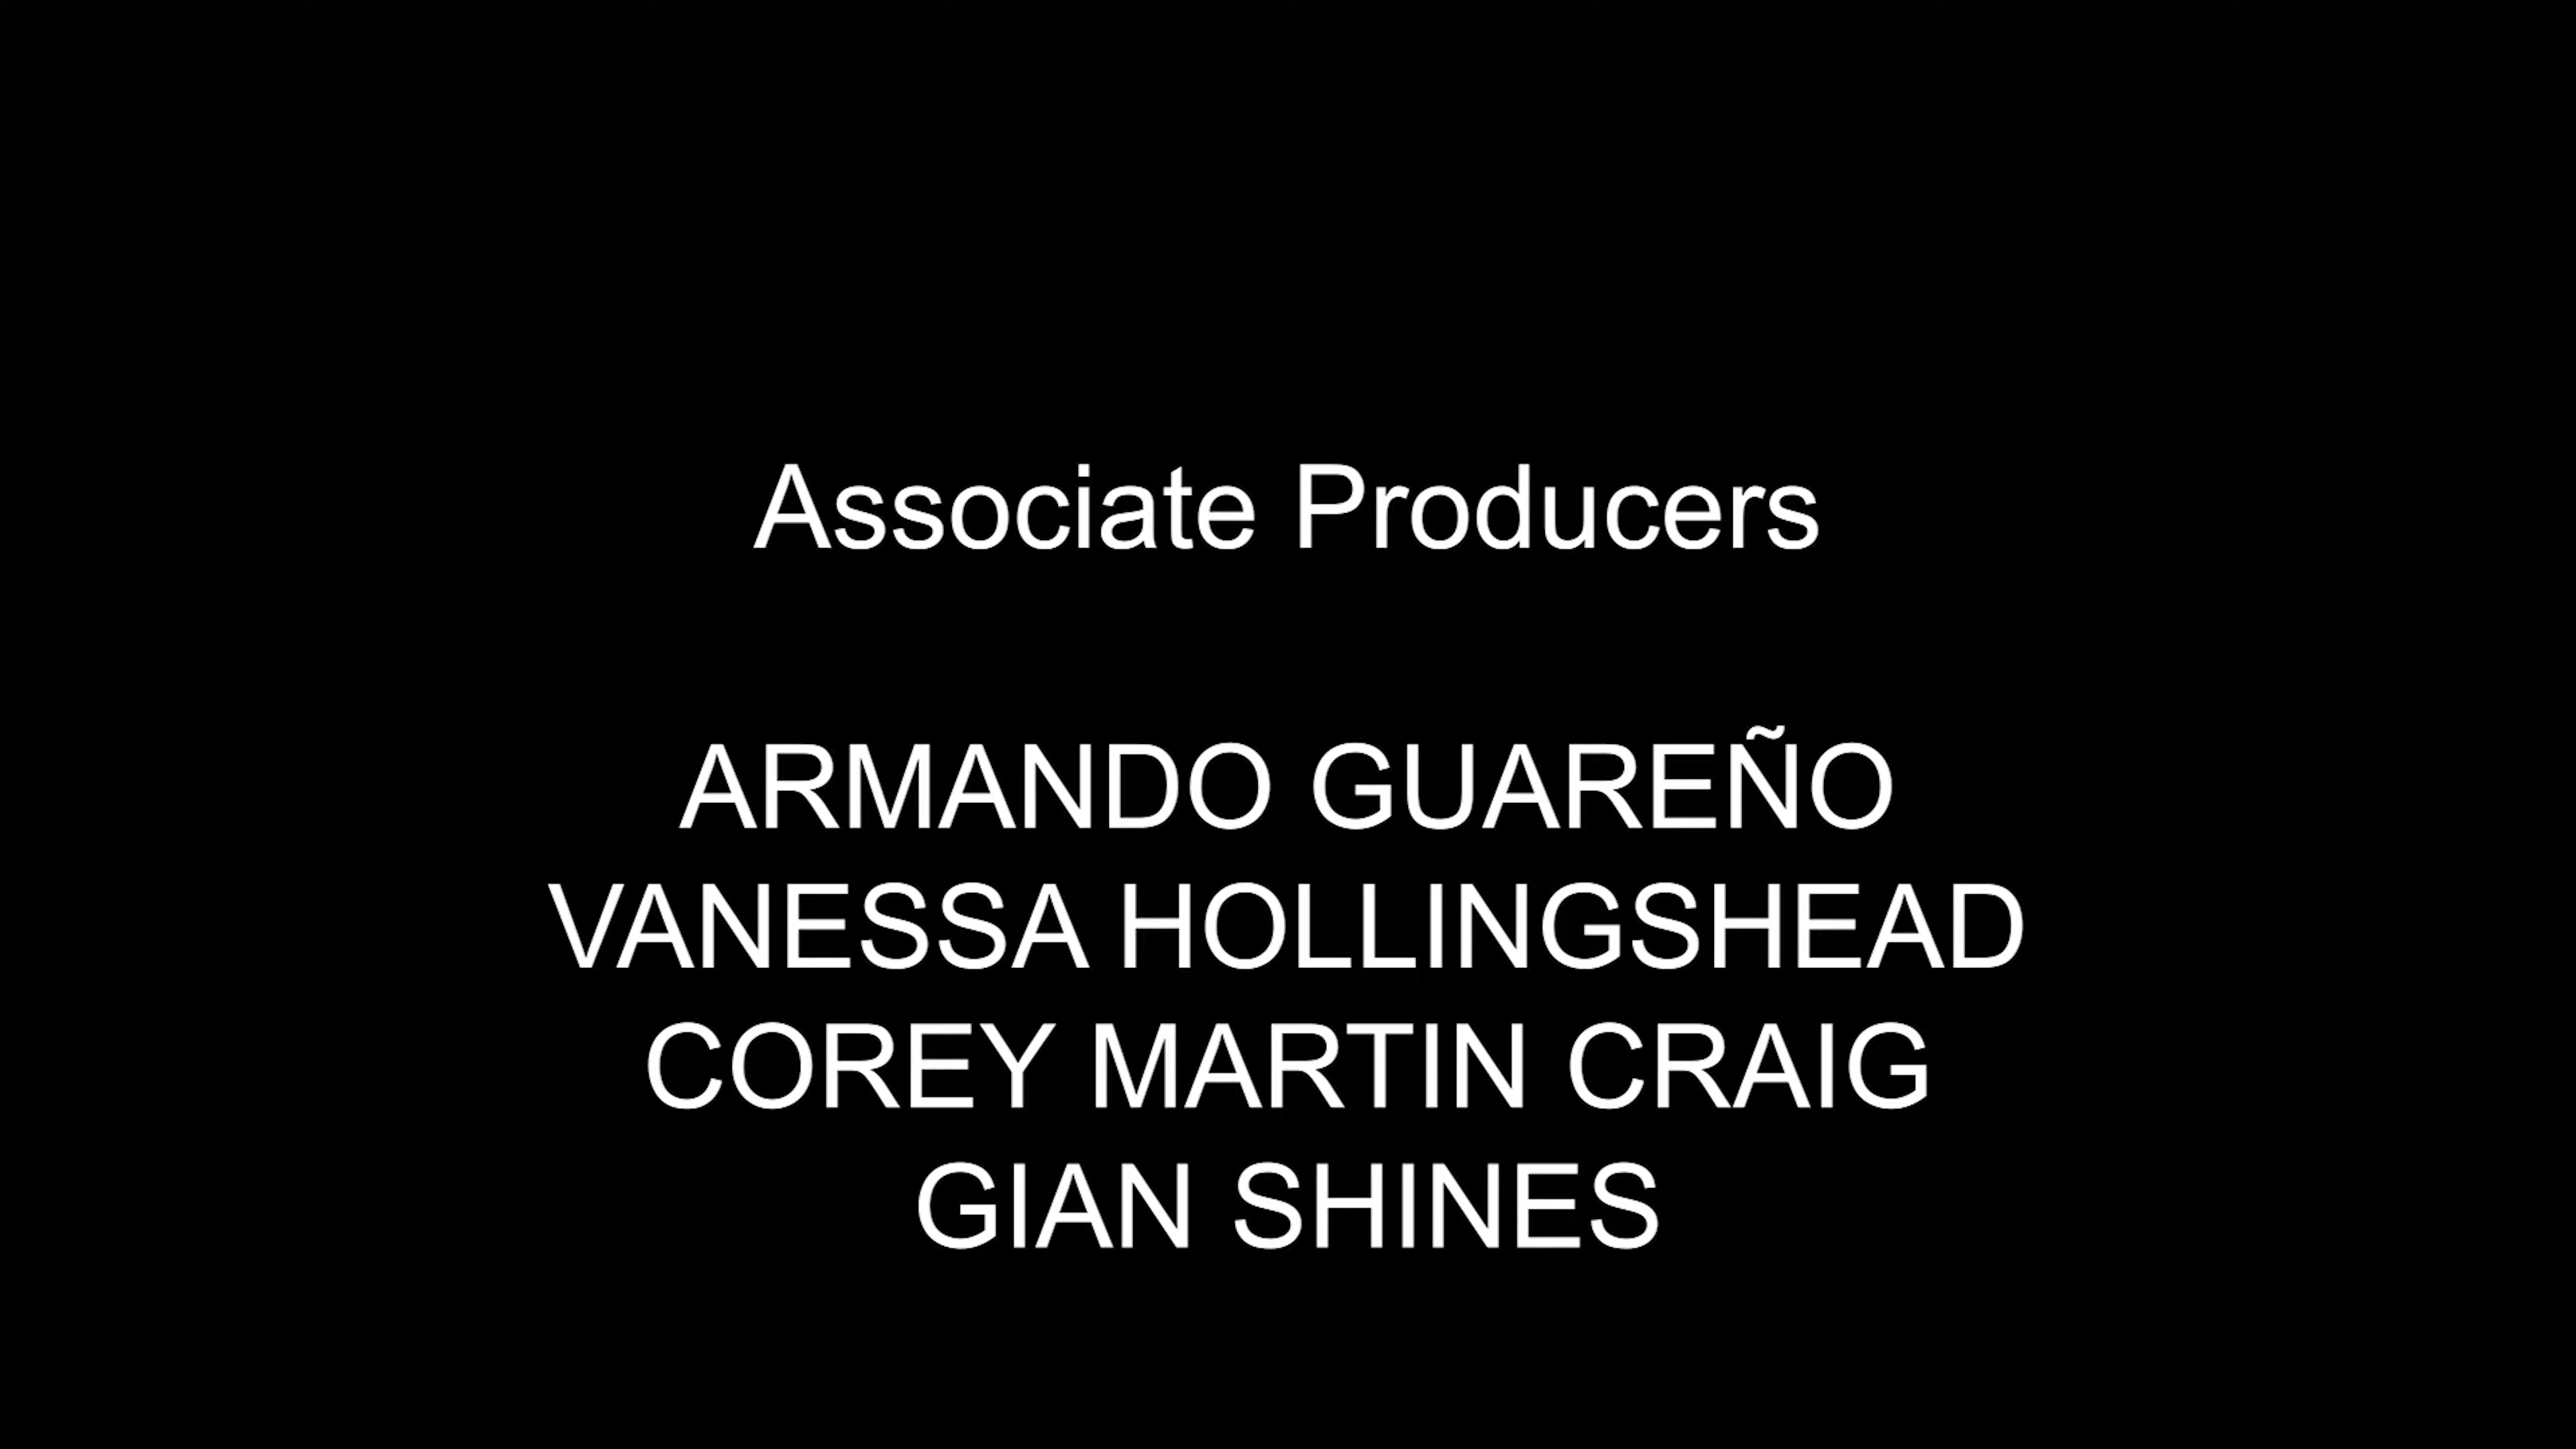 Associate Producers
ARMANDO GUAREÑO
VANESSA HOLLINGSHEAD
COREY MARTIN CRAIG
GIAN SHINES